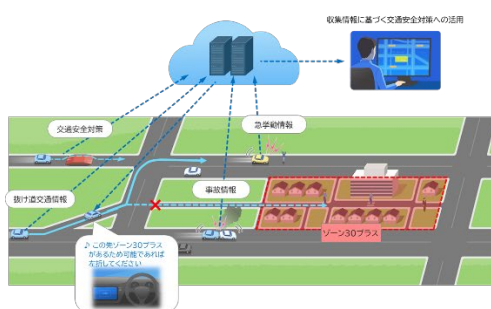 収集情報に基づく交通安全対策への活用
交通安全対策
急挙動情報
抜け道交通情報
事故情報
ゾーン30プラス
♪ この先ゾーン30プラス
があるため可能であれば
左折してください